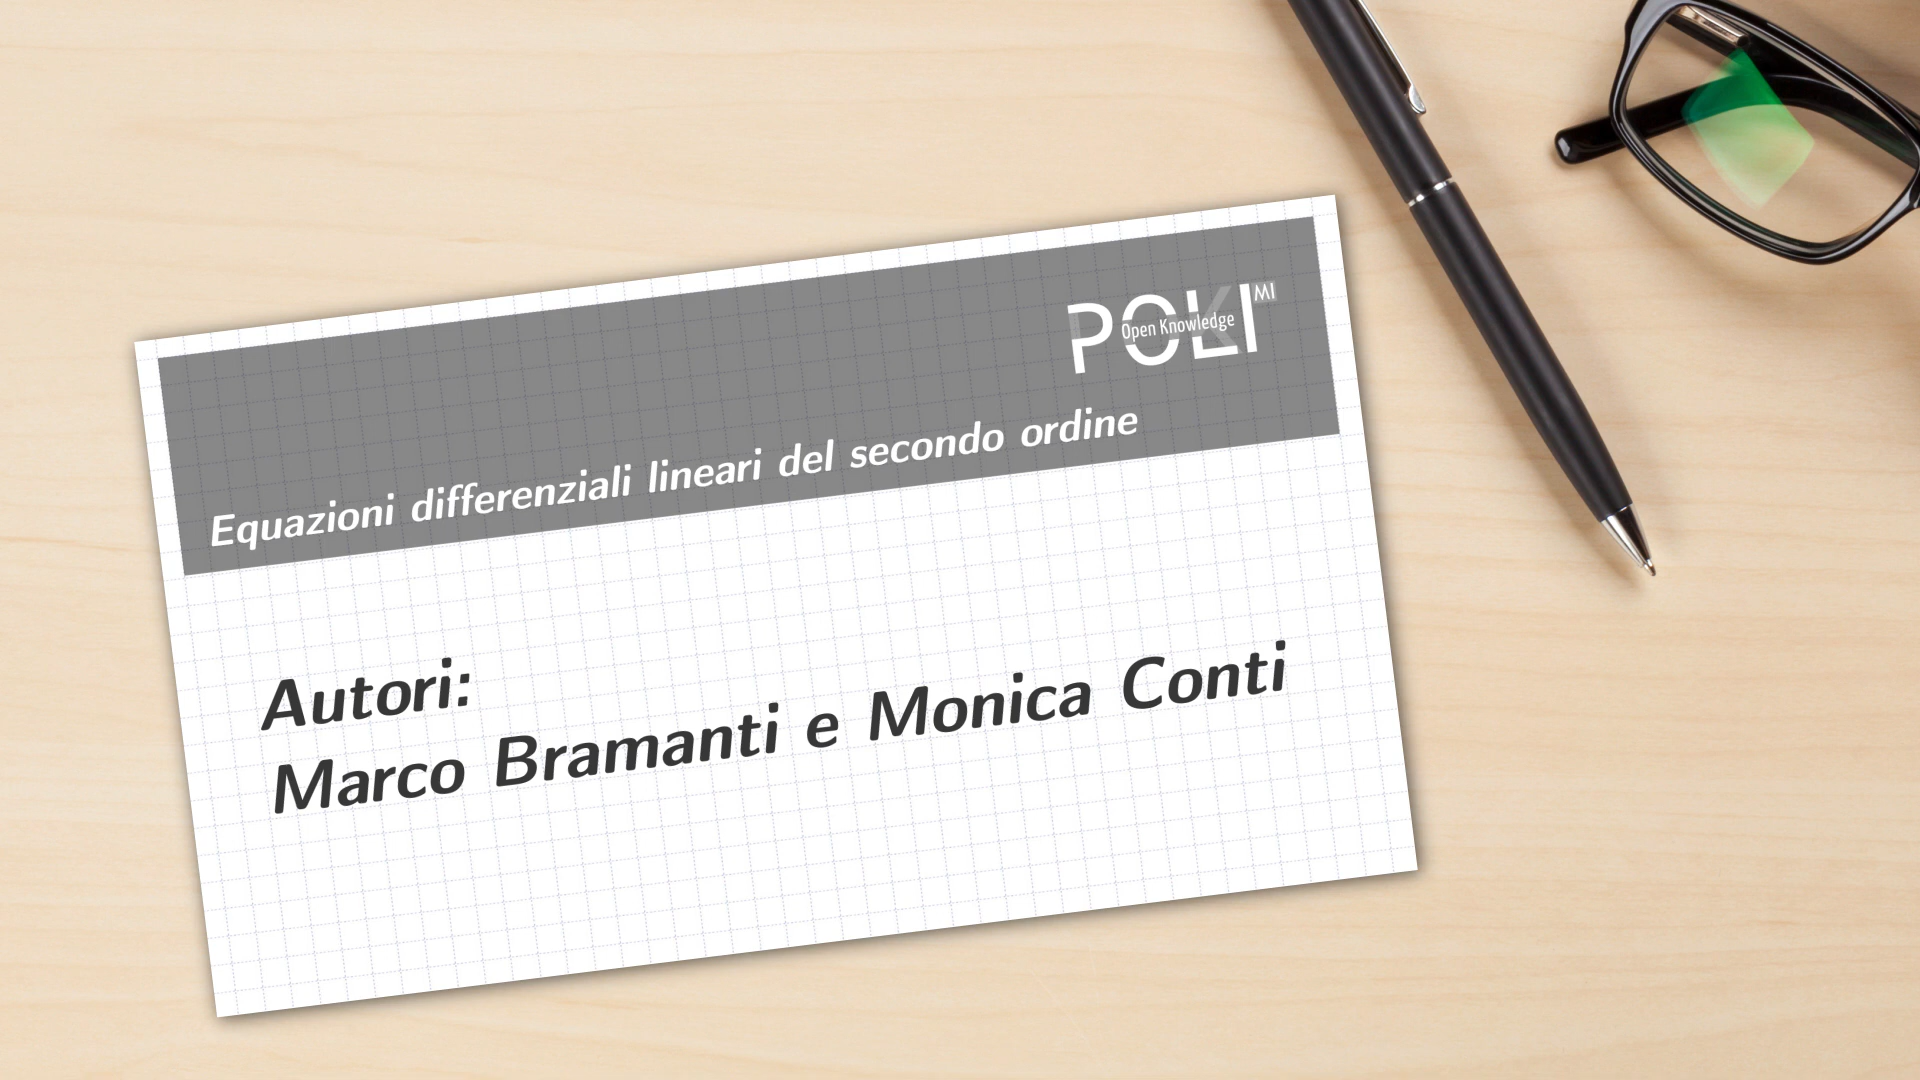 POLI MI
Open Knowledge
Equazioni differenziali lineari del secondo ordine
Autori:
Marco Bramanti e Monica Conti